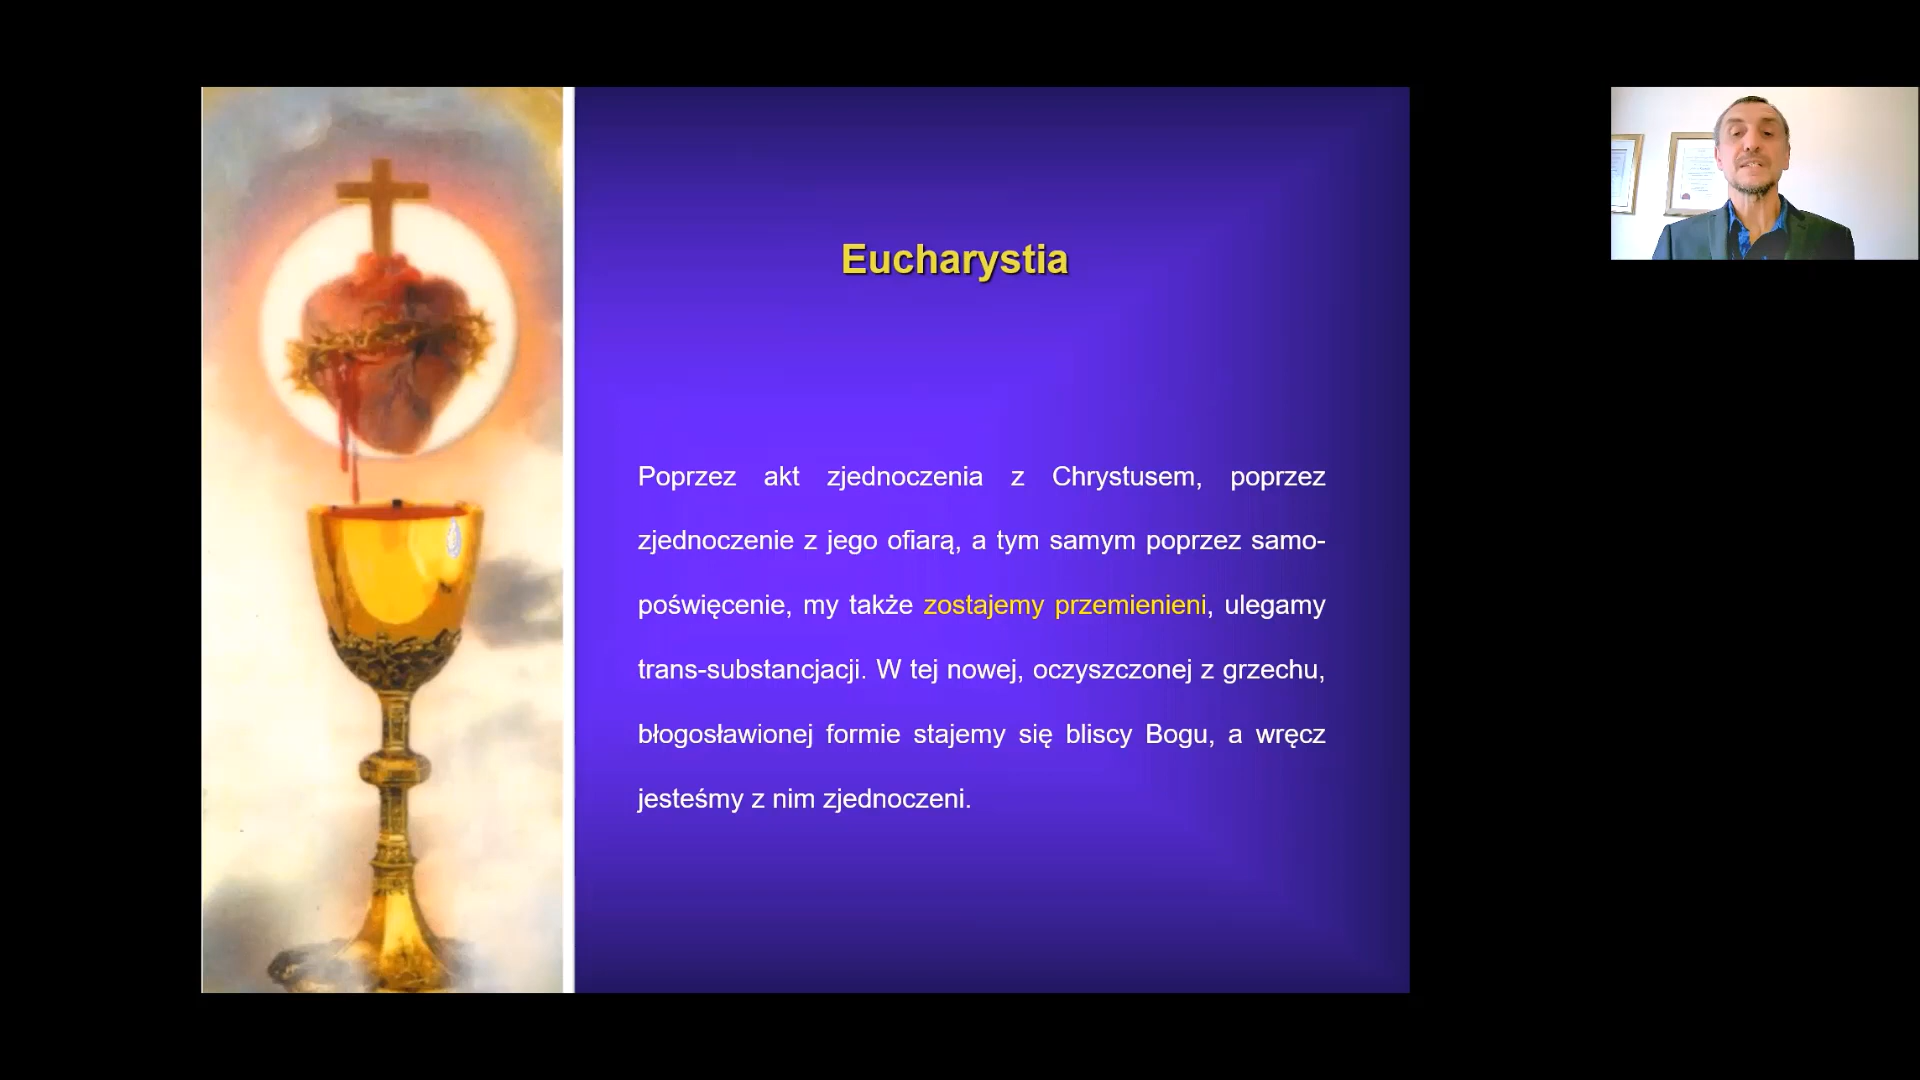 Eucharystia
Poprzez akt zjednoczenia z Chrystusem, poprzez
zjednoczenie z jego ofiarą, a tym samym poprzez samo-
poświęcenie, my także zostajemy przemienieni, ulegamy
trans-substancjacji. W tej nowej, oczyszczonej z grzechu,
błogosławionej formie stajemy się bliscy Bogu, a wręcz
jesteśmy z nim zjednoczeni.